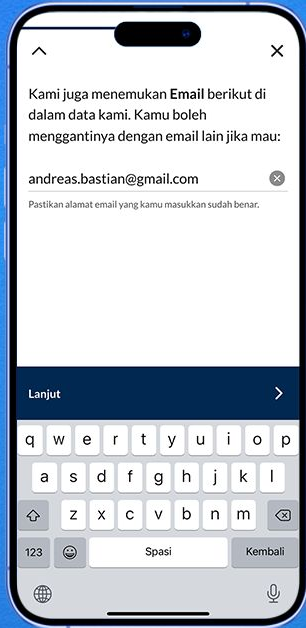 Kami juga menemukan Email berikut di
dalam data kami. Kamu boleh
menggantinya dengan email lain jika mau:
andreas.bastian@gmail.com
Pastikan alamat email yang kamu masukkan sudah benar.
Lanjut
q w e r t y u i o p
a s d f g h j k l
z x c v b n m
123 Spasi Kembali